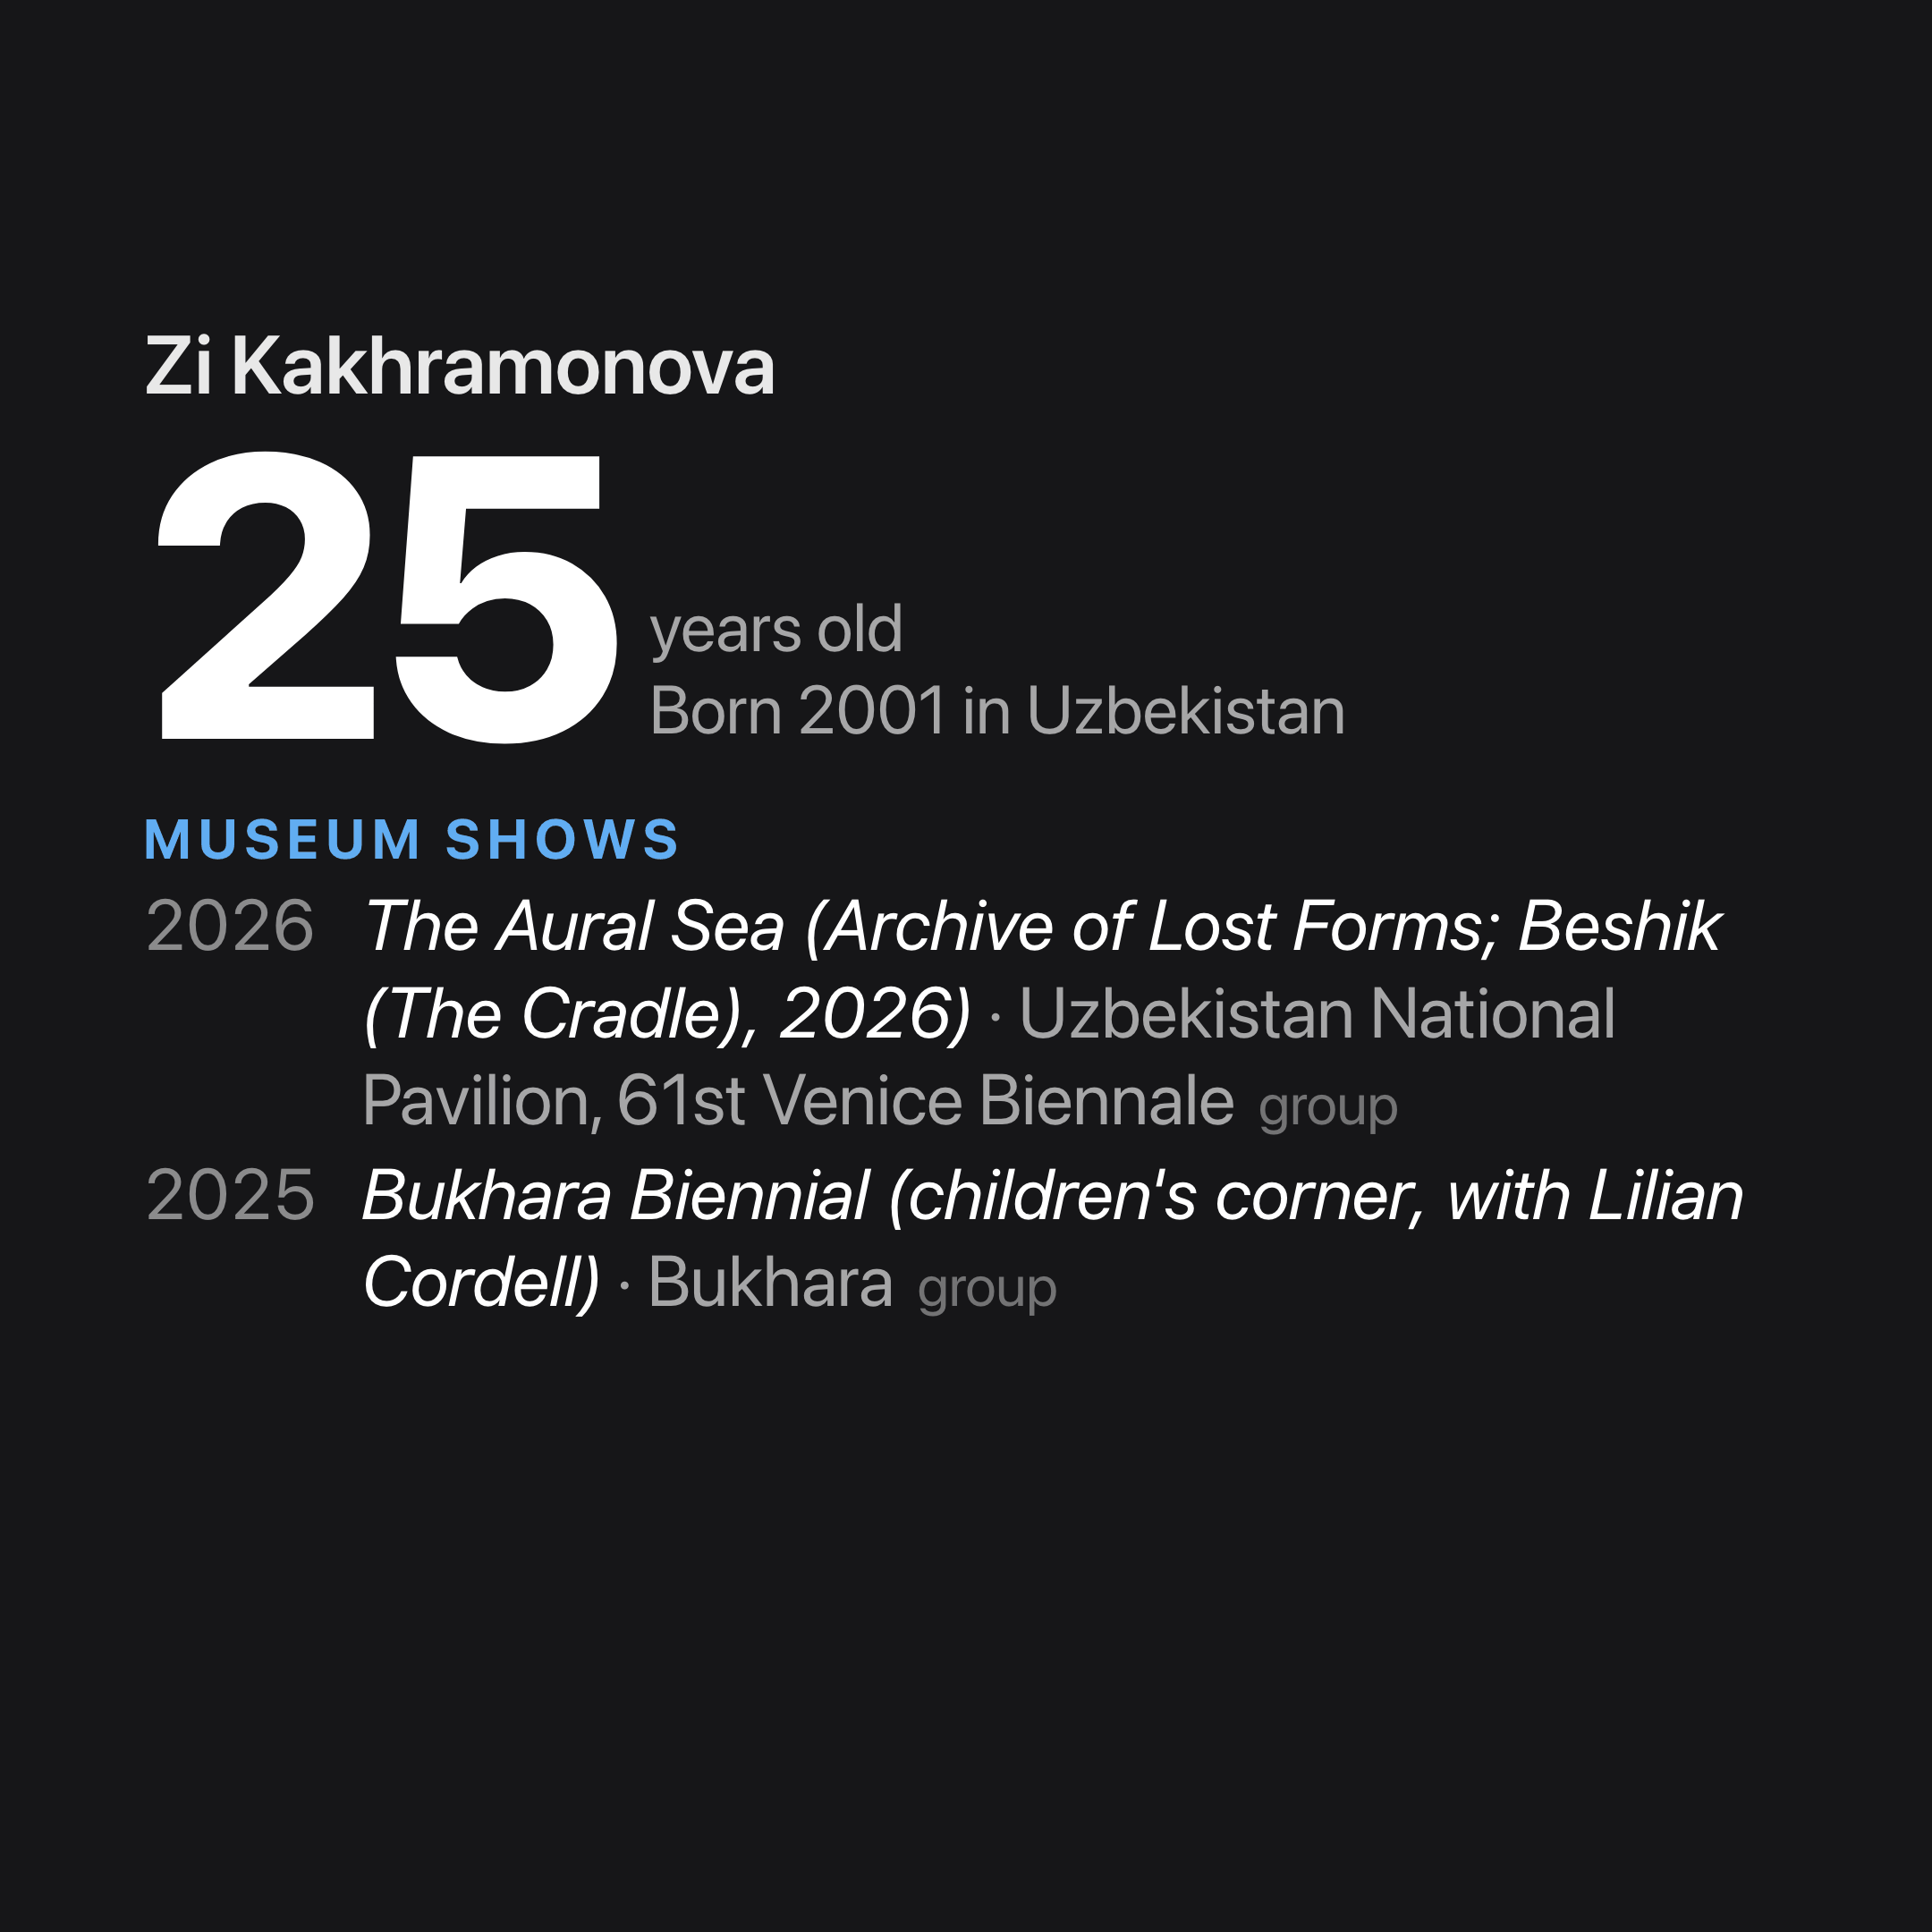 Zi Kakhramonova
25
years old
Born 2001 in Uzbekistan
MUSEUM SHOWS
2026 The Aural Sea (Archive of Lost Forms; Beshik
(The Cradle), 2026) · Uzbekistan National
Pavilion, 61st Venice Biennale group
2025 Bukhara Biennial (children's corner, with Lilian
Cordell) · Bukhara group